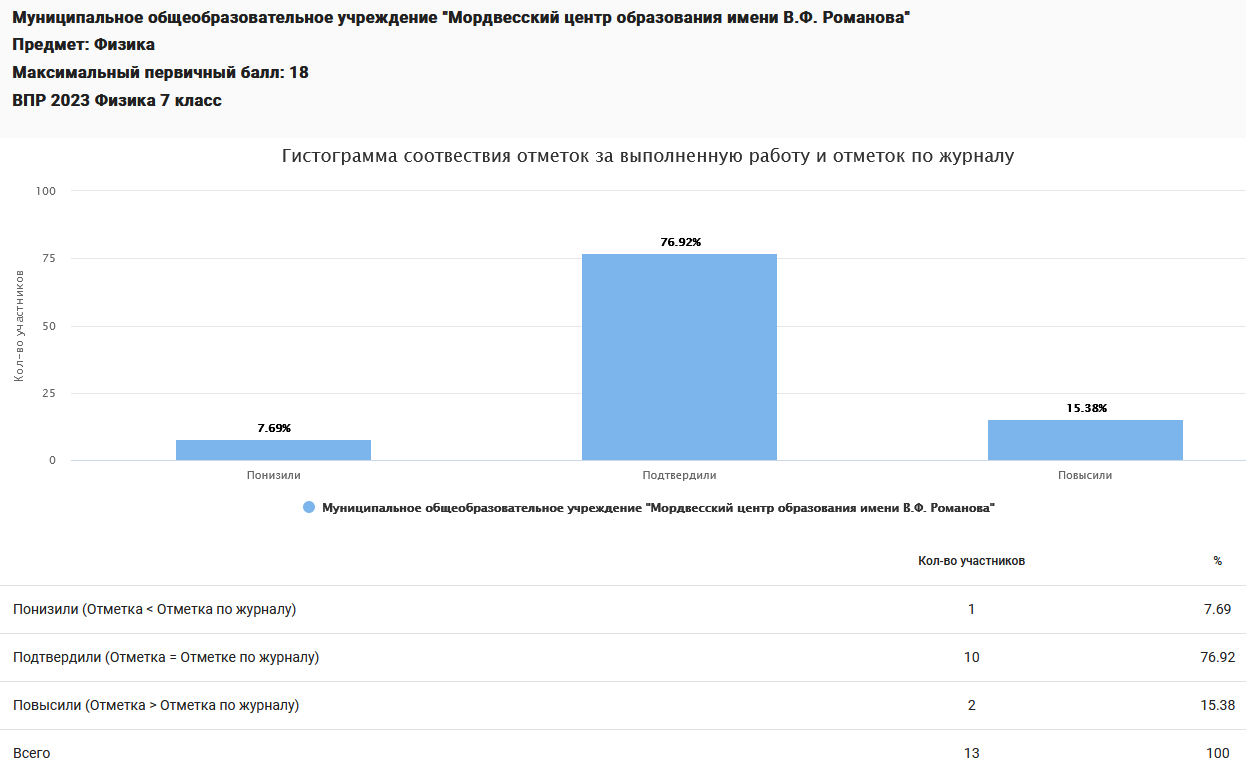 Муниципальное общеобразовательное учреждение "Мордвесский центр образования имени В.Ф. Романова"
Предмет: Физика
Максимальный первичный балл: 18
ВПР 2023 Физика 7 класс
Гистограмма соотвествия отметок за выполненную работу и отметок по журналу
100
75
50
25
0
Кол-во участников
7.69%
76.92%
15.38%
Понизили Подтвердили Повысили
Муниципальное общеобразовательное учреждение "Мордвесский центр образования имени В.Ф. Романова"
Кол-во участников %
Понизили (Отметка < Отметка по журналу) 1 7.69
Подтвердили (Отметка = Отметке по журналу) 10 76.92
Повысили (Отметка > Отметка по журналу) 2 15.38
Всего 13 100